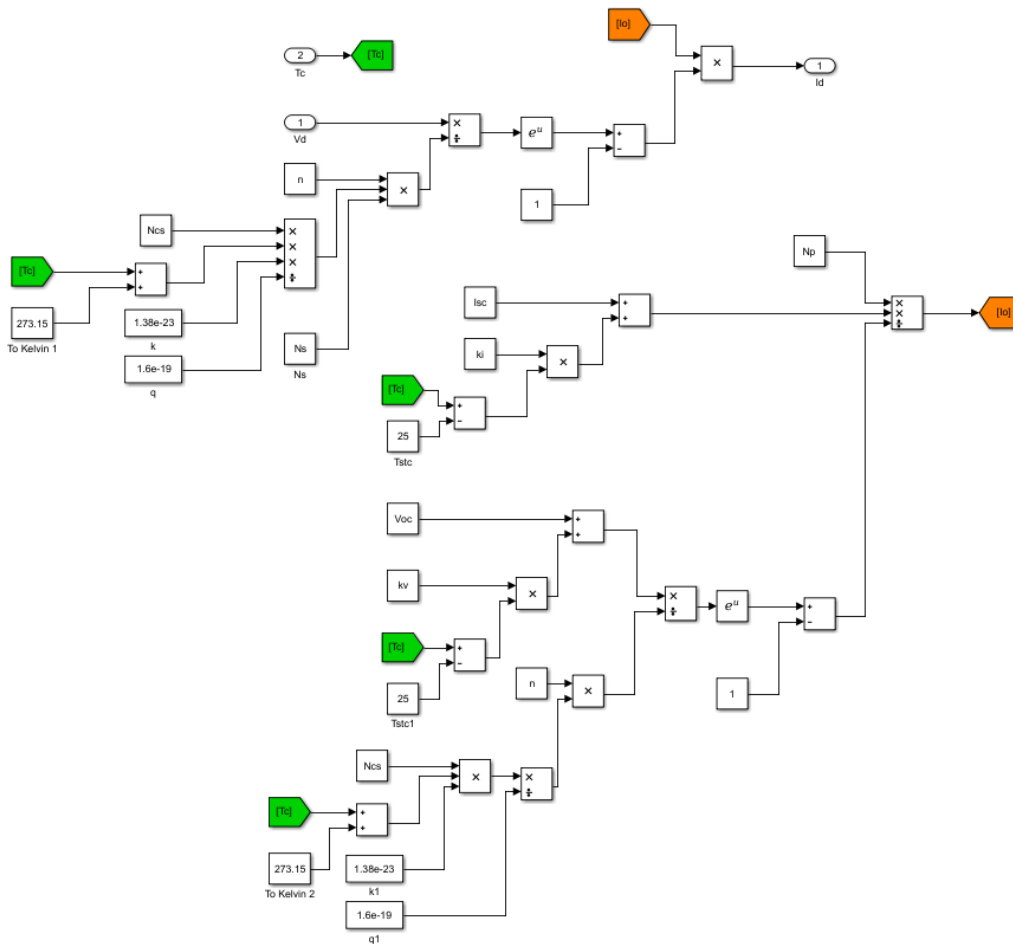 [Io]
2
[Tc]
Tc
×
1
Id
1
Vd
×
÷
eᵘ
+
−
n
×
1
Ncs
×
×
×
÷
[Tc]
+
+
Np
273.15
To Kelvin 1
1.38e-23
k
Isc
+
+
×
×
÷
[Io]
1.6e-19
q
Ns
Ns
ki
×
[Tc]
+
−
25
Tstc
Voc
+
+
kv
×
×
÷
eᵘ
+
−
[Tc]
+
−
25
Tstc1
n
×
1
Ncs
×
×
÷
[Tc]
+
+
273.15
To Kelvin 2
1.38e-23
k1
1.6e-19
q1